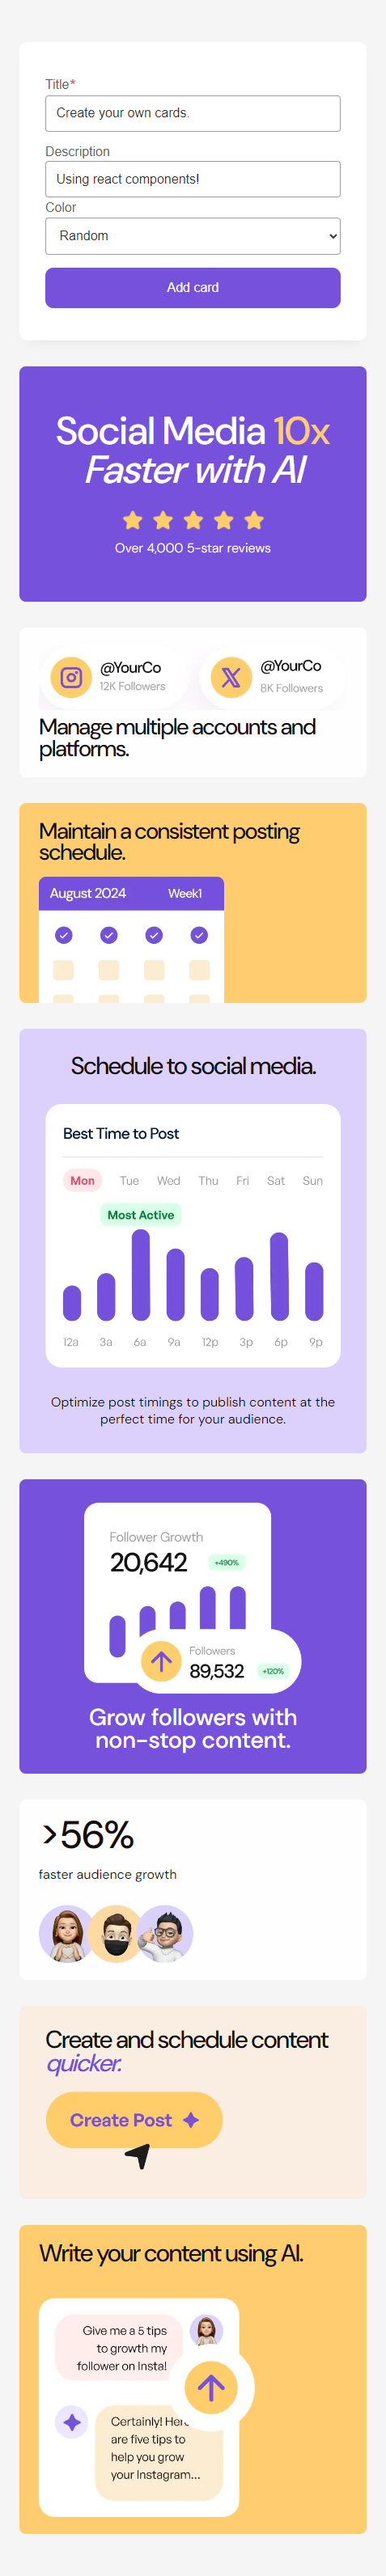 Title*
Create your own cards.
Description
Using react components!
Color
Random
Add card
Social Media 10x
Faster with AI
Over 4,000 5-star reviews
@YourCo
12K Followers
@YourCo
8K Followers
Manage multiple accounts and
platforms.
Maintain a consistent posting
schedule.
August 2024 Week1
Schedule to social media.
Best Time to Post
Mon Tue Wed Thu Fri Sat Sun
Most Active
12a 3a 6a 9a 12p 3p 6p 9p
Optimize post timings to publish content at the
perfect time for your audience.
Follower Growth
20,642 +490%
Followers
89,532 +120%
Grow followers with
non-stop content.
>56%
faster audience growth
Create and schedule content
quicker.
Create Post
Write your content using AI.
Give me a 5 tips
to growth my
follower on Insta!
Certainly! Here
are five tips to
help you grow
your Instagram...